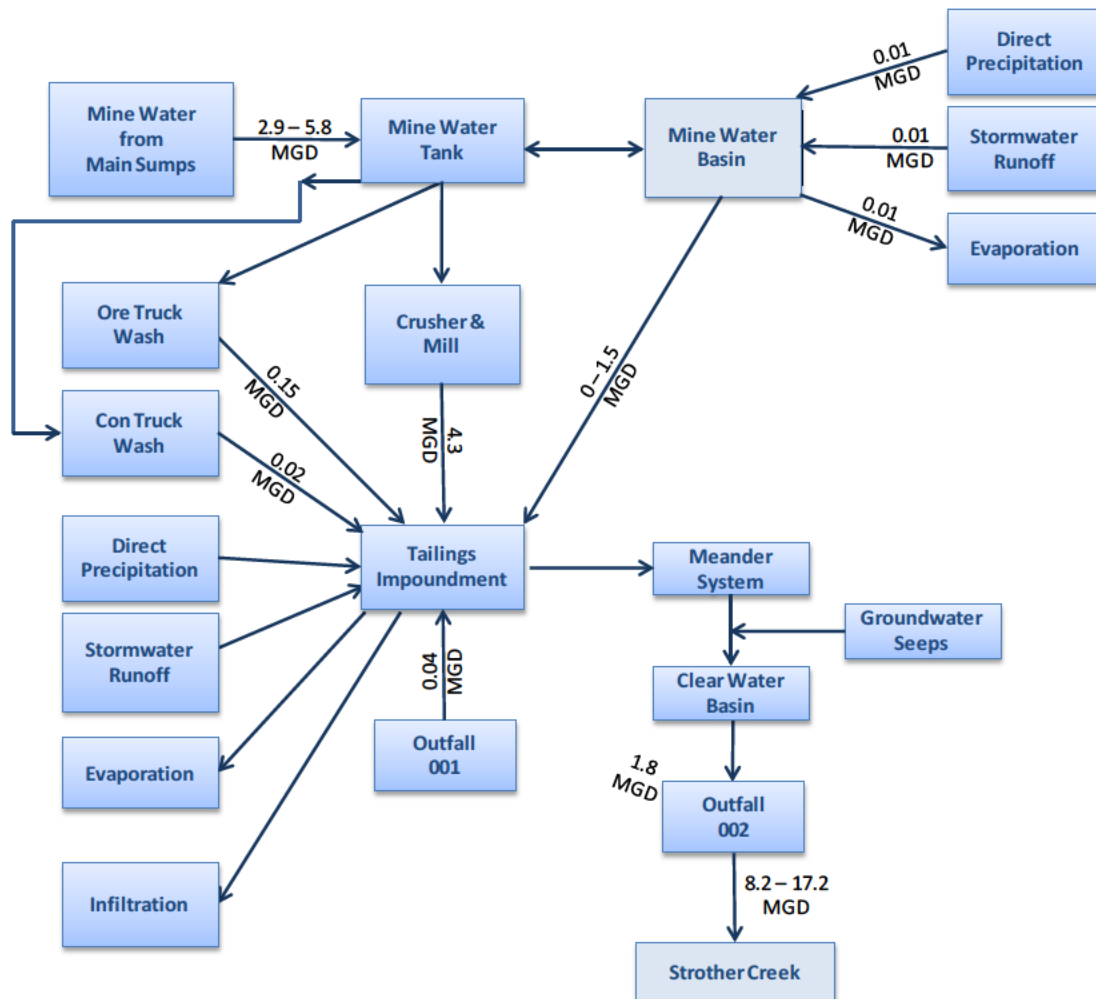 Direct
Precipitation
0.01
MGD
Mine Water
from
Main Sumps
2.9 – 5.8
MGD
Mine Water
Tank
Mine Water
Basin
0.01
MGD
Stormwater
Runoff
0.01
MGD
Evaporation
Ore Truck
Wash
Crusher &
Mill
0.15
MGD
0 – 1.5
MGD
Con Truck
Wash
4.3
MGD
0.02
MGD
Direct
Precipitation
Tailings
Impoundment
Meander
System
Stormwater
Runoff
Groundwater
Seeps
0.04
MGD
Clear Water
Basin
Evaporation
Outfall
001
1.8
MGD
Outfall
002
Infiltration
8.2 – 17.2
MGD
Strother Creek